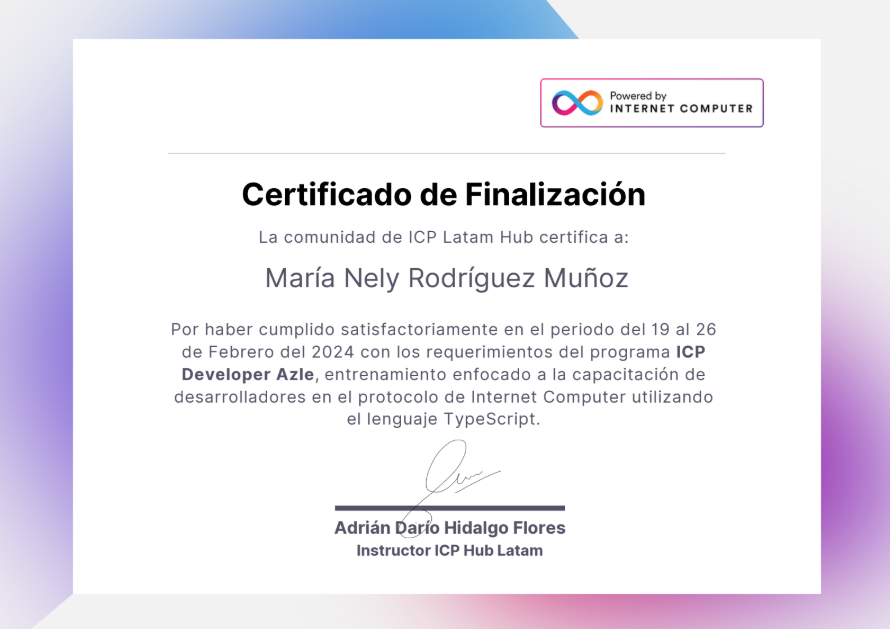 Powered by
INTERNET COMPUTER
Certificado de Finalización
La comunidad de ICP Latam Hub certifica a:
María Nely Rodríguez Muñoz
Por haber cumplido satisfactoriamente en el periodo del 19 al 26
de Febrero del 2024 con los requerimientos del programa ICP
Developer Azle, entrenamiento enfocado a la capacitación de
desarrolladores en el protocolo de Internet Computer utilizando
el lenguaje TypeScript.
Adrián Darío Hidalgo Flores
Instructor ICP Hub Latam